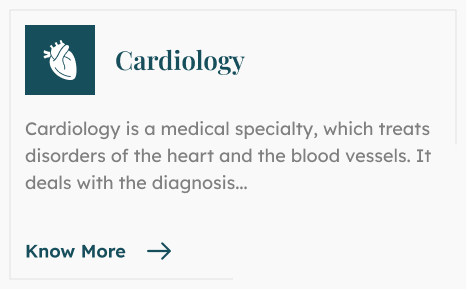 Cardiology
Cardiology is a medical specialty, which treats
disorders of the heart and the blood vessels. It
deals with the diagnosis...
Know More